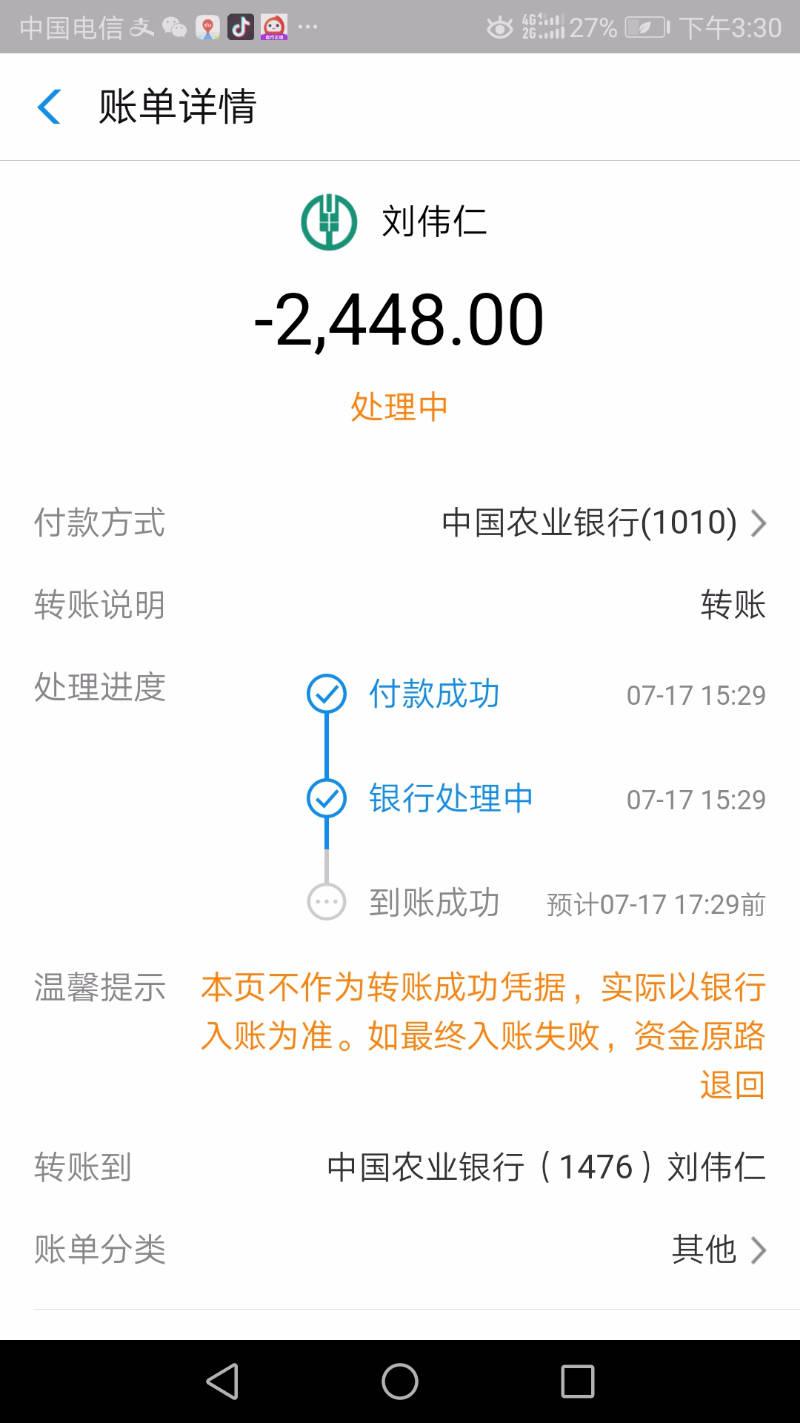 中国电信 27% 下午3:30
账单详情
刘伟仁
-2,448.00
处理中
付款方式 中国农业银行(1010)
转账说明 转账
处理进度 付款成功 07-17 15:29
银行处理中 07-17 15:29
到账成功 预计07-17 17:29前
温馨提示 本页不作为转账成功凭据，实际以银行
入账为准。如最终入账失败，资金原路
退回
转账到 中国农业银行（1476）刘伟仁
账单分类 其他